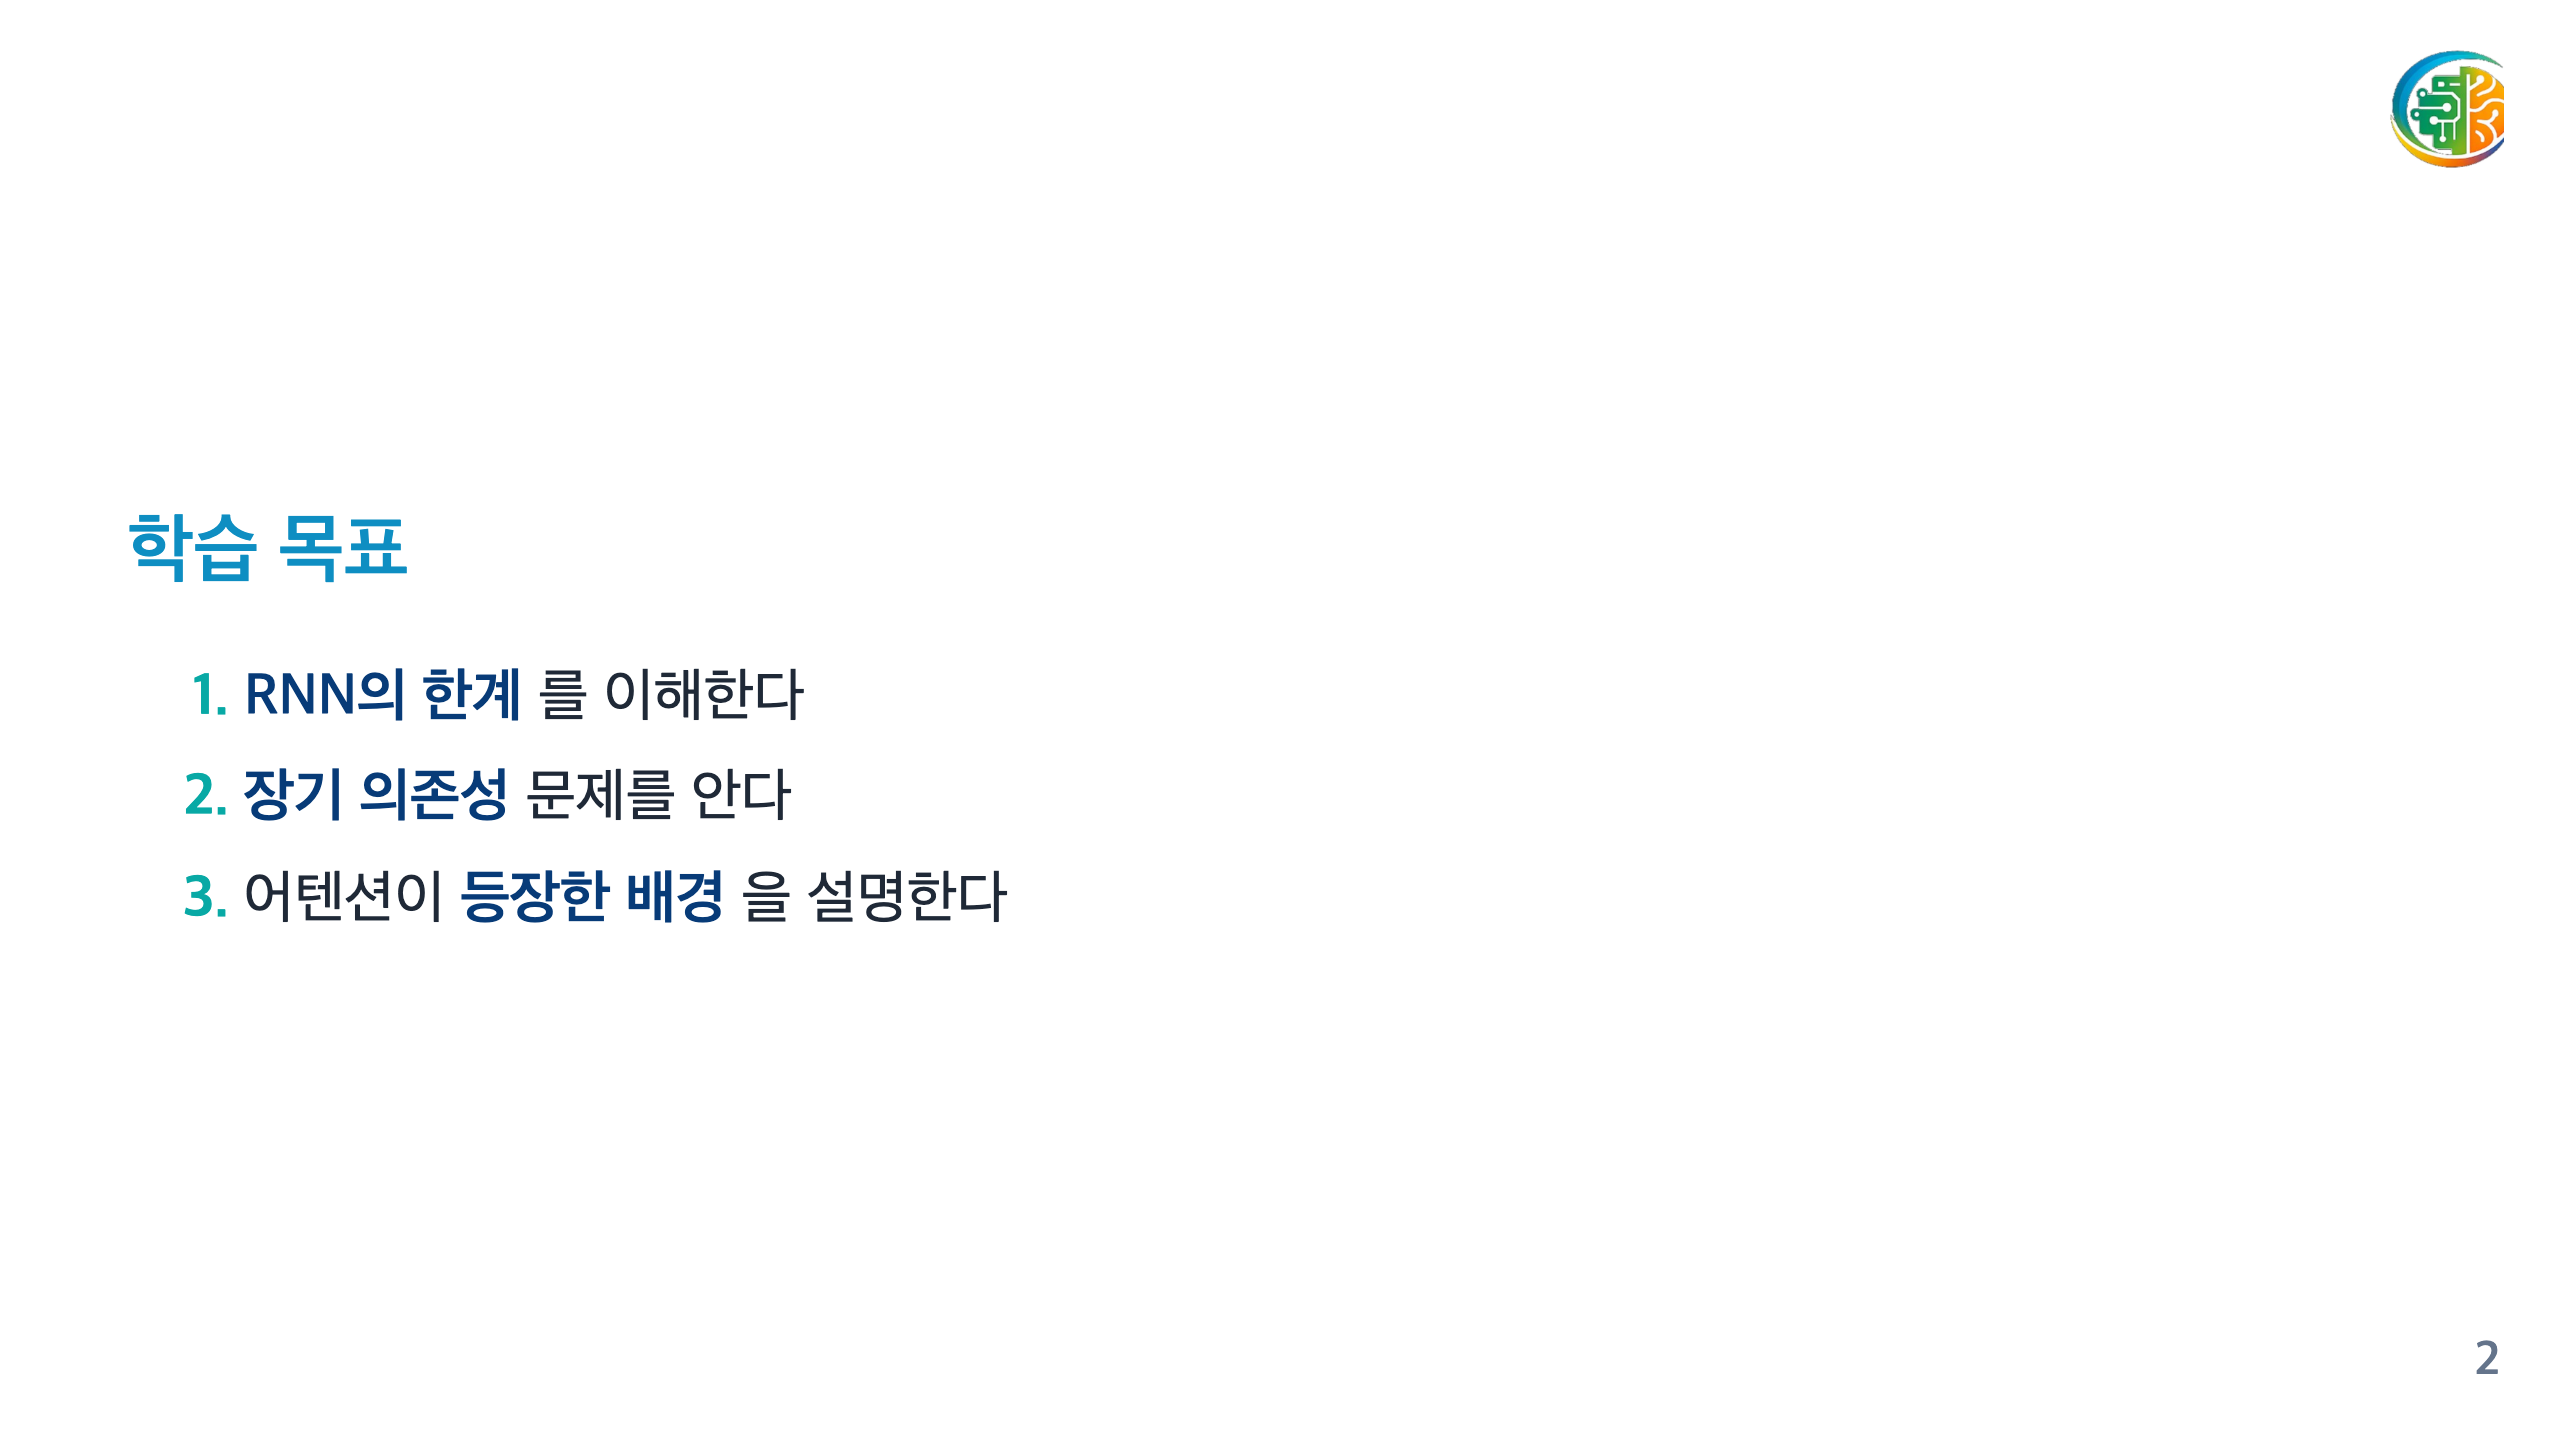 학습 목표
1. RNN의 한계 를 이해한다
2. 장기 의존성 문제를 안다
3. 어텐션이 등장한 배경 을 설명한다
2